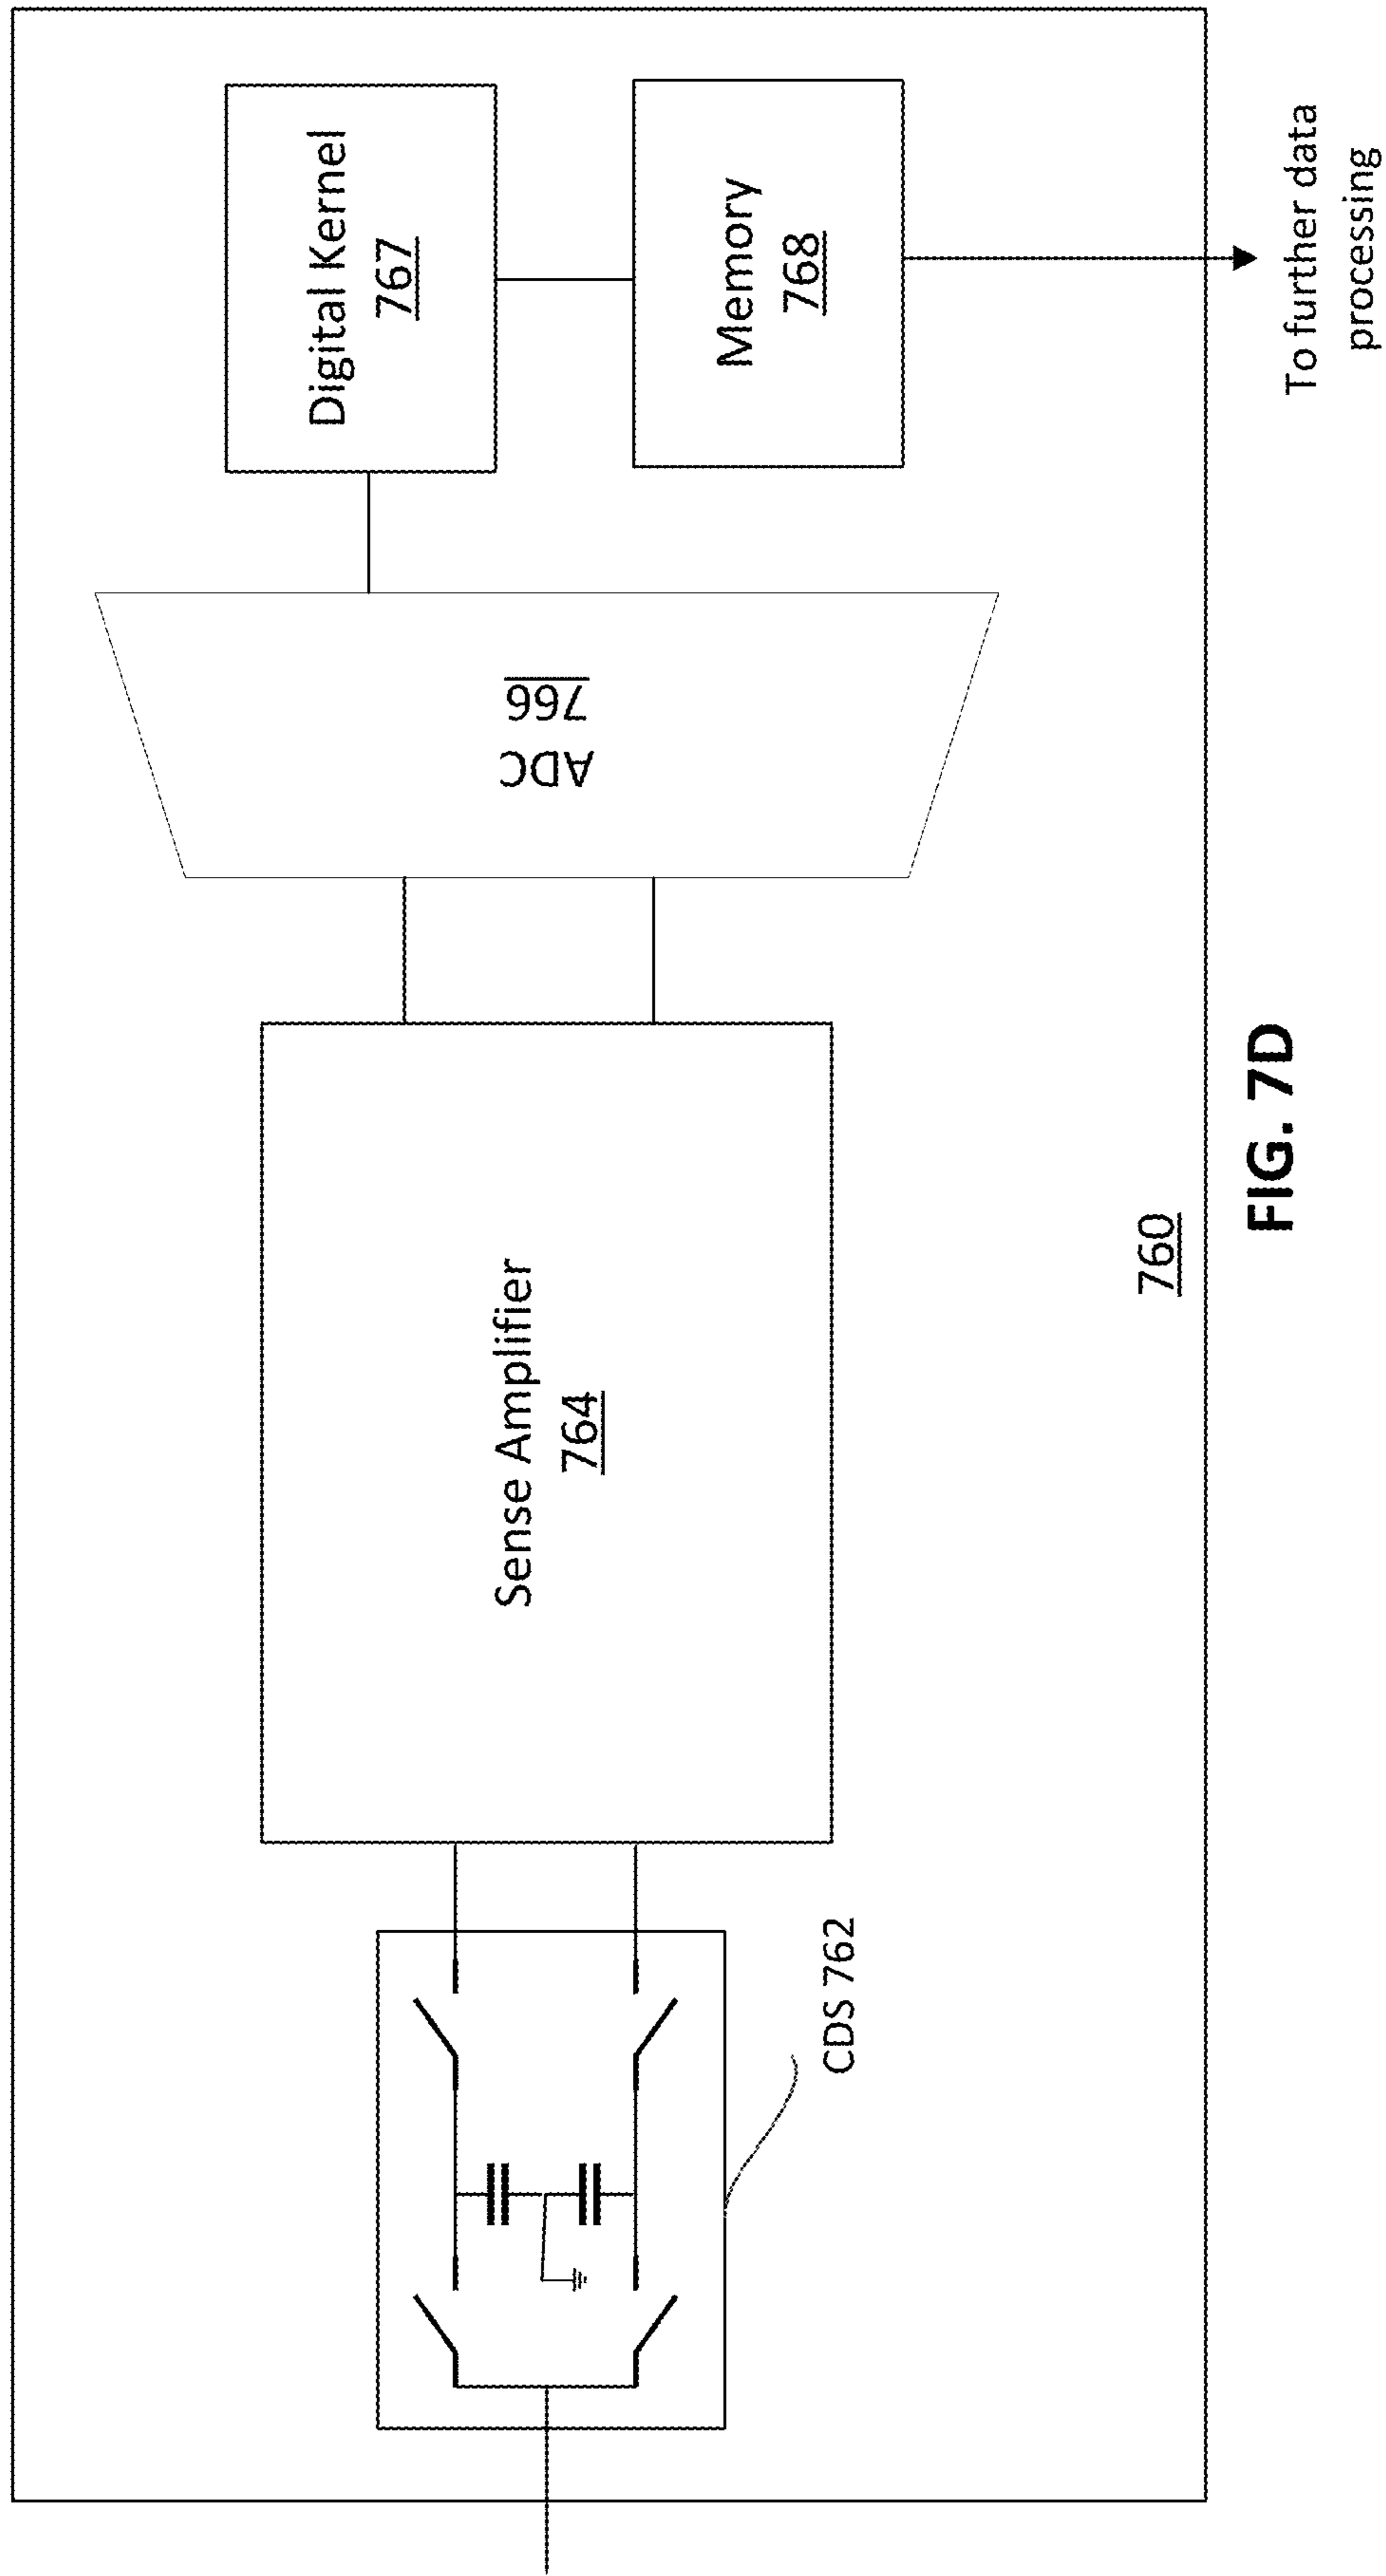 CDS 762
Sense Amplifier
764
ADC
766
Digital Kernel
767
Memory
768
To further data
processing
760
FIG. 7D